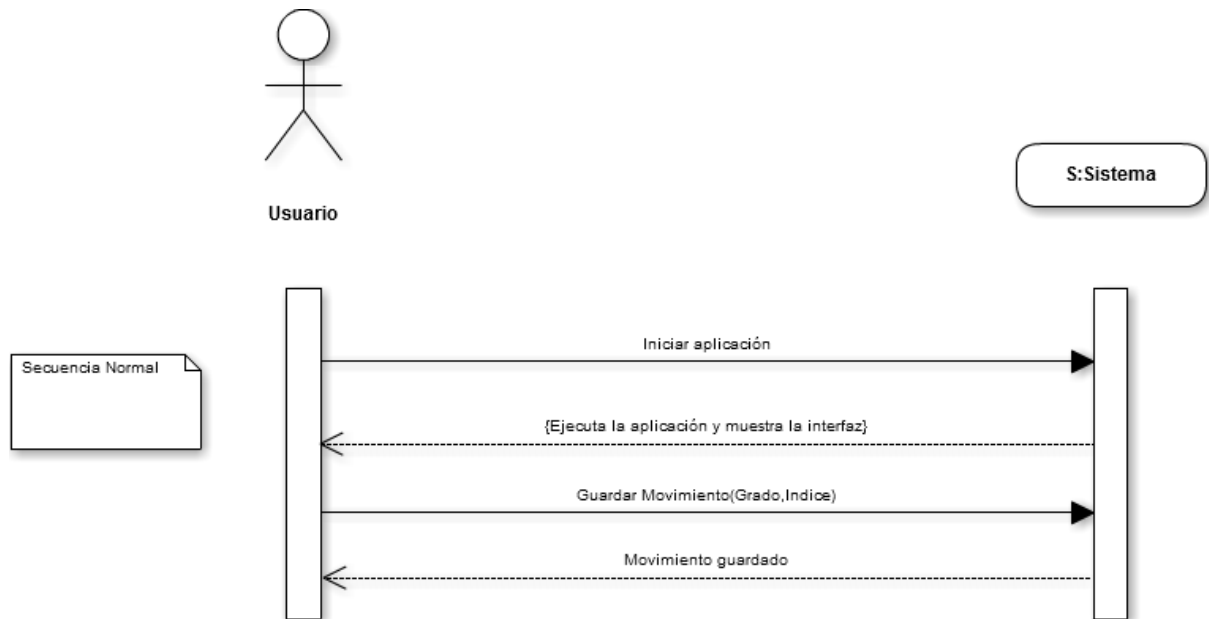 S:Sistema
Usuario
Iniciar aplicación
Secuencia Normal
{Ejecuta la aplicación y muestra la interfaz}
Guardar Movimiento(Grado,Indice)
Movimiento guardado